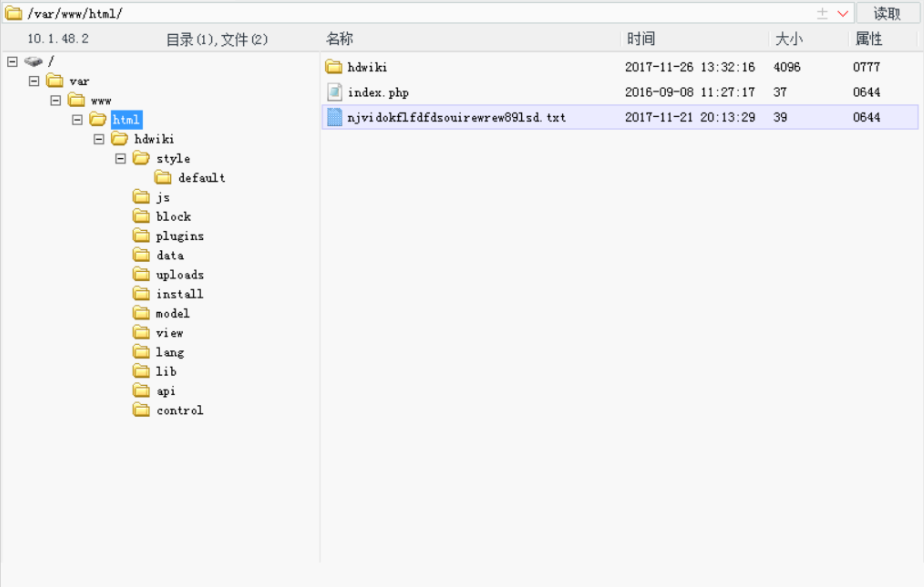 /var/www/html/ 读取
10.1.48.2 目录(1),文件(2) 名称 时间 大小 属性
/
var
www
html
hdwiki
style
default
js
block
plugins
data
uploads
install
model
view
lang
lib
api
control
hdwiki 2017-11-26 13:32:16 4096 0777
index.php 2016-09-08 11:27:17 37 0644
njvidokflfdfdsouirewrew89lsd.txt 2017-11-21 20:13:29 39 0644